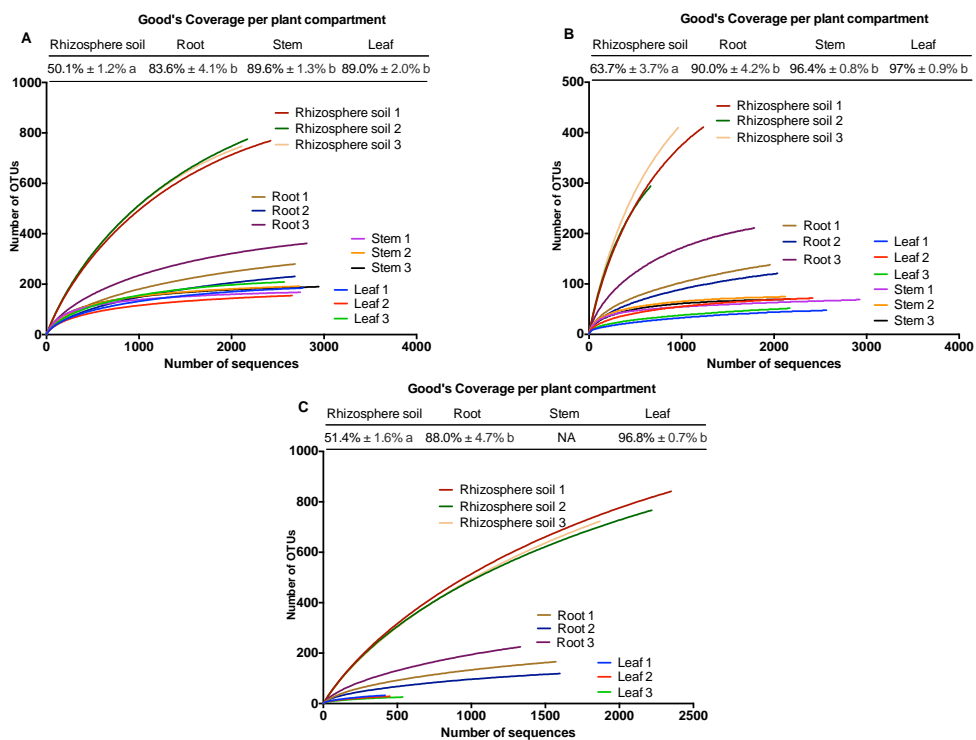 Good's Coverage per plant compartment
A
Rhizosphere soil Root Stem Leaf
50.1% ± 1.2% a 83.6% ± 4.1% b 89.6% ± 1.3% b 89.0% ± 2.0% b
1000
800
600
400
200
0
Number of OTUs
Rhizosphere soil 1
Rhizosphere soil 2
Rhizosphere soil 3
Root 1
Root 2
Root 3
Stem 1
Stem 2
Stem 3
Leaf 1
Leaf 2
Leaf 3
0 1000 2000 3000 4000
Number of sequences
Good's Coverage per plant compartment
B
Rhizosphere soil Root Stem Leaf
63.7% ± 3.7% a 90.0% ± 4.2% b 96.4% ± 0.8% b 97% ± 0.9% b
500
400
300
200
100
0
Number of OTUs
Rhizosphere soil 1
Rhizosphere soil 2
Rhizosphere soil 3
Root 1
Root 2
Root 3
Leaf 1
Leaf 2
Leaf 3
Stem 1
Stem 2
Stem 3
0 1000 2000 3000 4000
Number of sequences
Good's Coverage per plant compartment
C
Rhizosphere soil Root Stem Leaf
51.4% ± 1.6% a 88.0% ± 4.7% b NA 96.8% ± 0.7% b
1000
800
600
400
200
0
Number of OTUs
Rhizosphere soil 1
Rhizosphere soil 2
Rhizosphere soil 3
Root 1
Root 2
Root 3
Leaf 1
Leaf 2
Leaf 3
0 500 1000 1500 2000 2500
Number of sequences